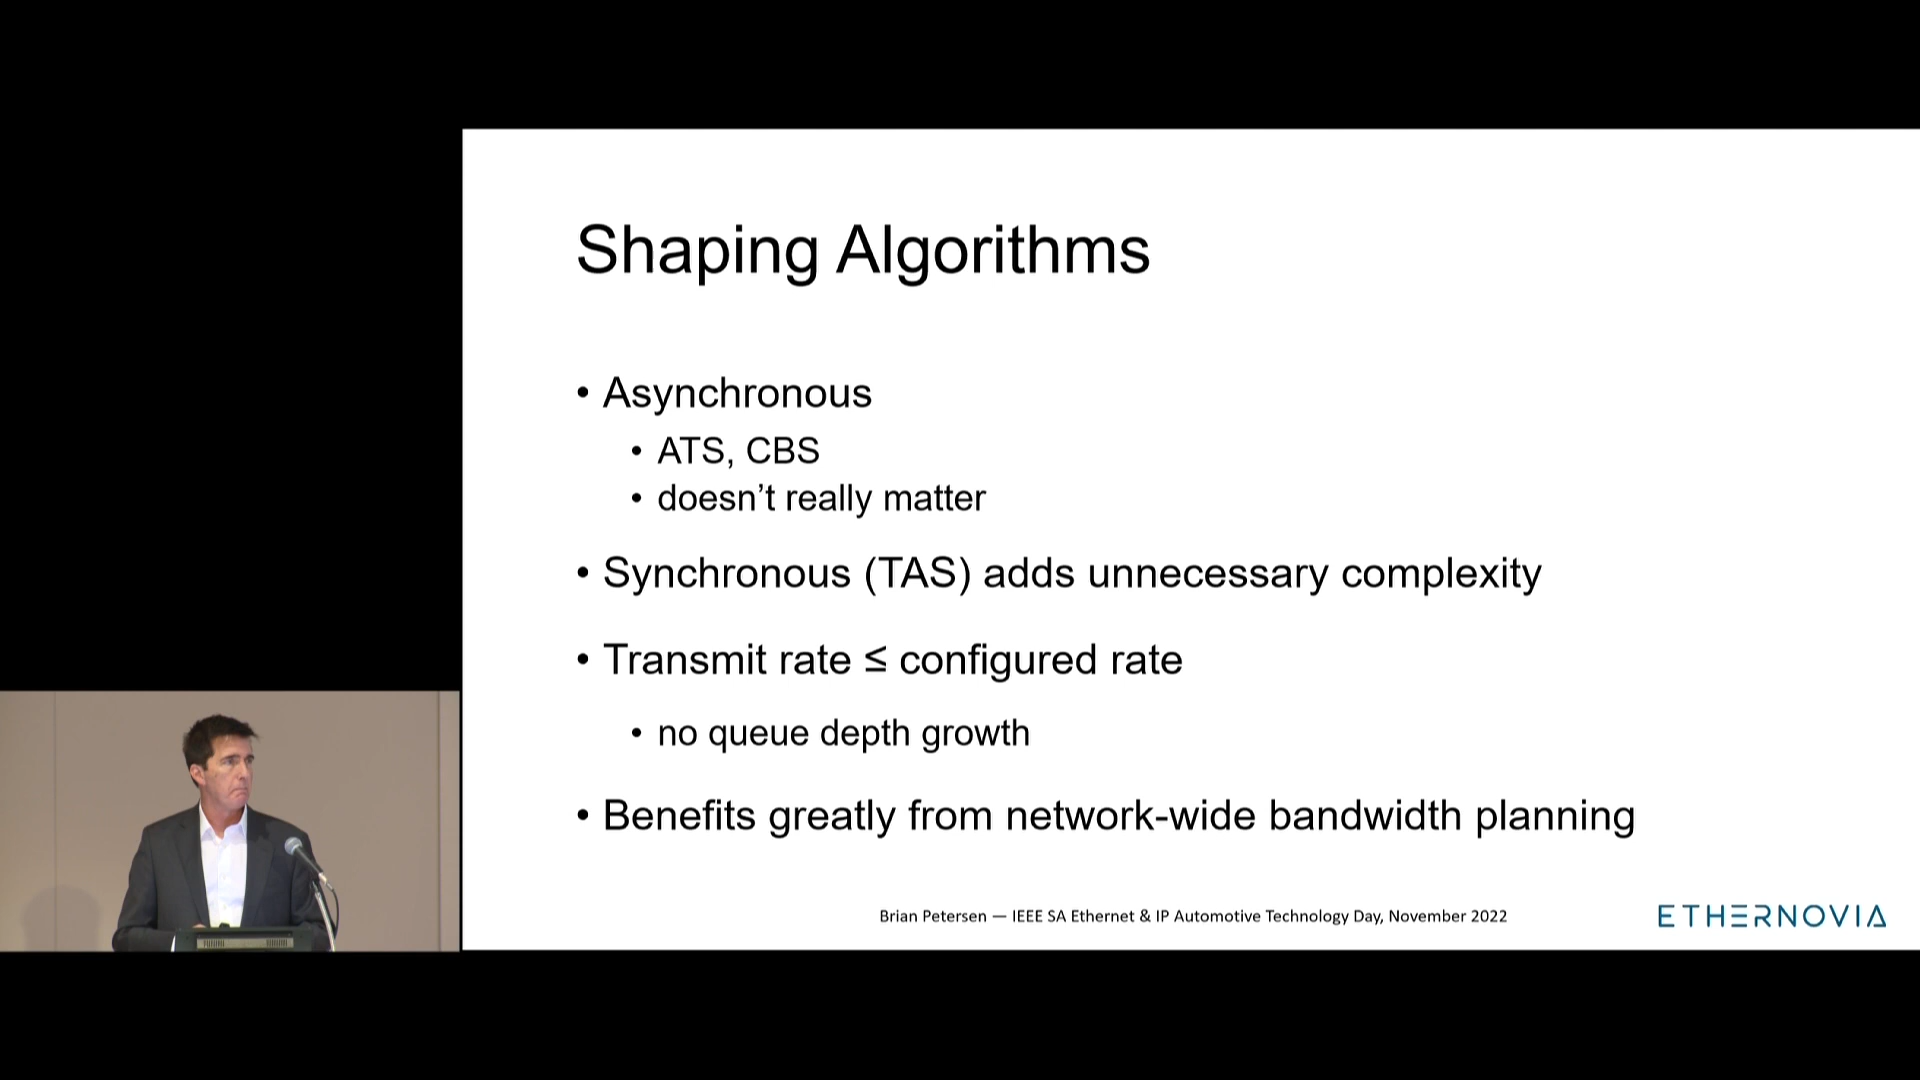 Shaping Algorithms
• Asynchronous
• ATS, CBS
• doesn’t really matter
• Synchronous (TAS) adds unnecessary complexity
• Transmit rate ≤ configured rate
• no queue depth growth
• Benefits greatly from network-wide bandwidth planning
Brian Petersen — IEEE SA Ethernet & IP Automotive Technology Day, November 2022
ETHERNOVIA